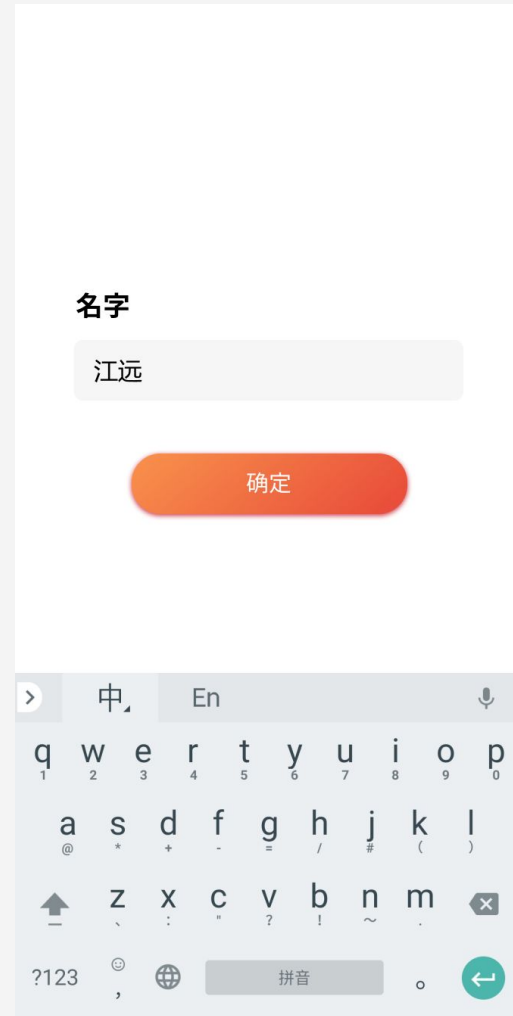 名字
江远
确定
中 En
q w e r t y u i o p
1 2 3 4 5 6 7 8 9 0
a s d f g h j k l
@ * + - = / # ( )
z x c v b n m
、 : " ? ! ～ .
?123 , 拼音 。